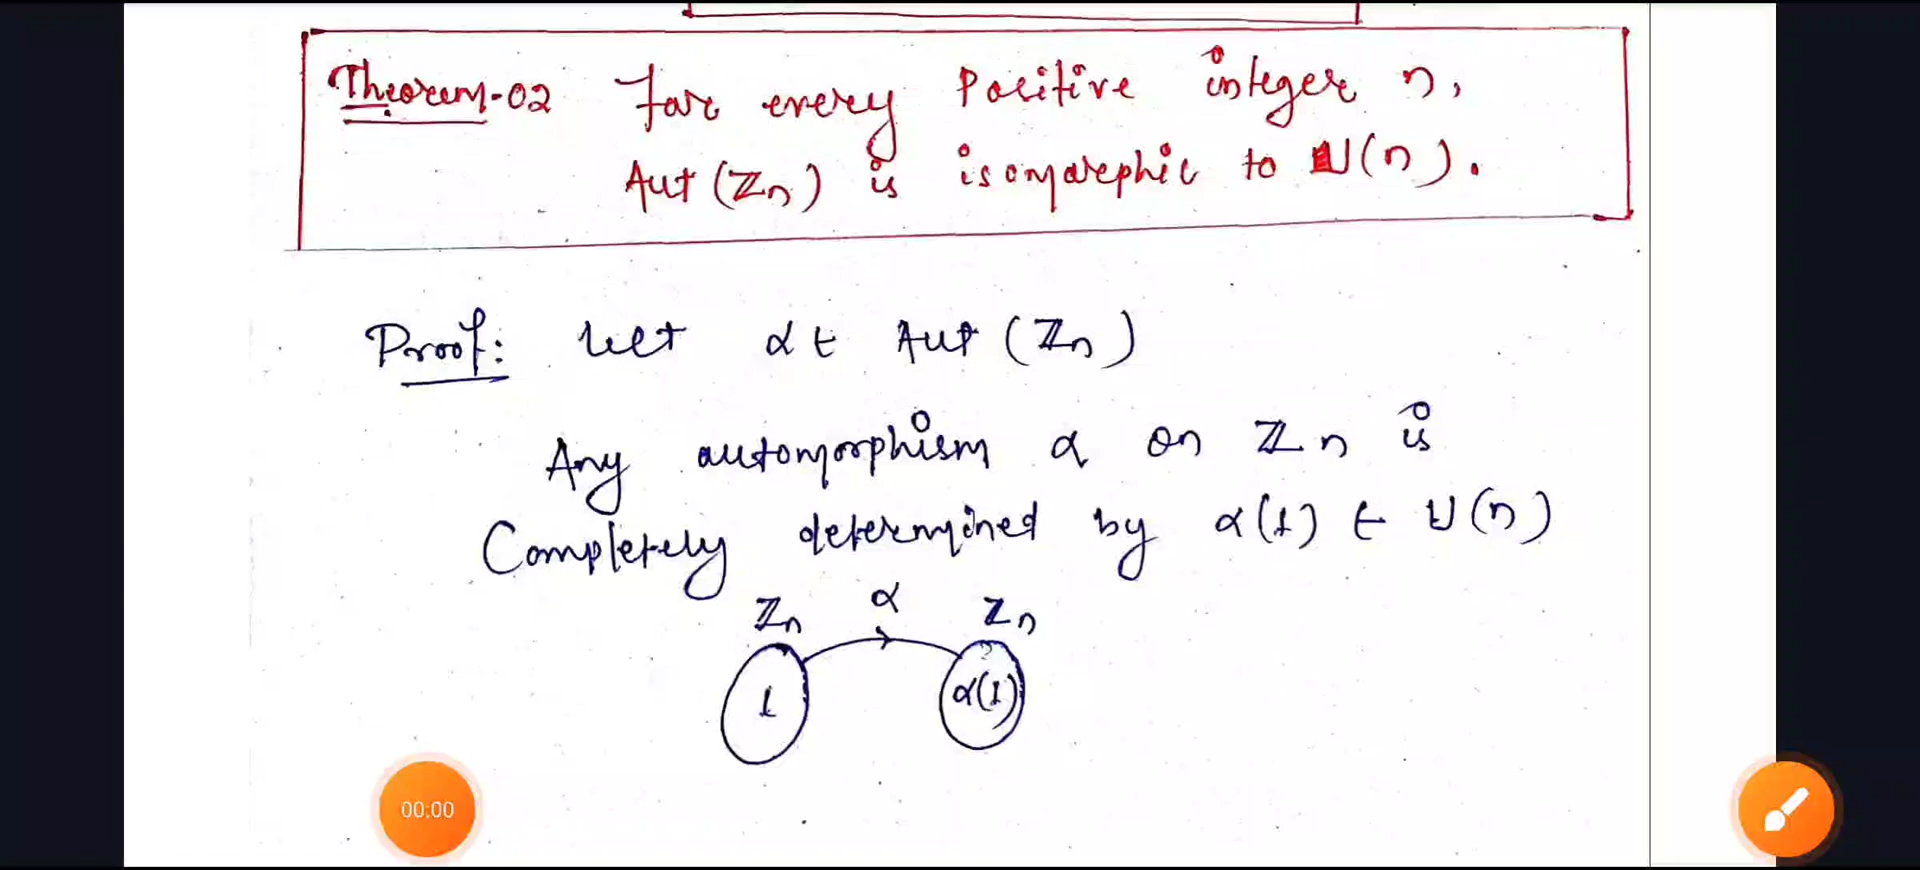 Theorem-02 For every Positive integer n,
Aut (ℤn) is isomorphic to U(n).
Proof: Let α ∈ Aut (ℤn)
Any automorphism α on ℤn is
Completely determined by α(1) ∈ U(n)
ℤn α ℤn
1 α(1)
00:00